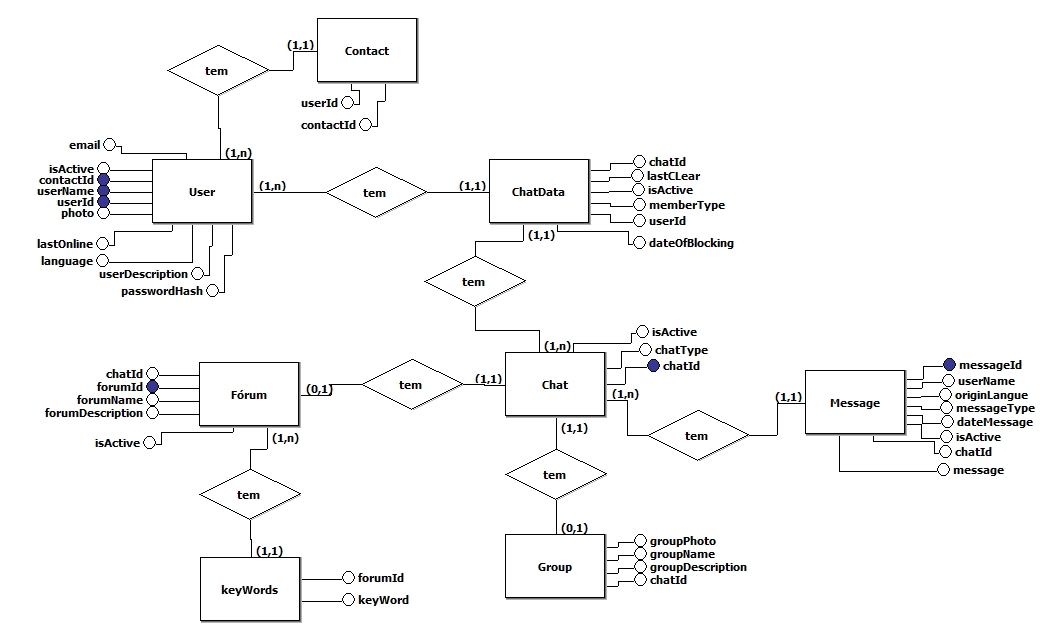 (1,1)
Contact
tem
userId
contactId
email
(1,n)
isActive
contactId
userName
userId
photo
User
(1,n)
tem
(1,1)
ChatData
chatId
lastCLear
isActive
memberType
userId
dateOfBlocking
(1,1)
lastOnline
language
userDescription
passwordHash
tem
isActive
chatType
chatId
(1,n)
chatId
forumId
forumName
forumDescription
isActive
Fórum
(0,1)
tem
(1,1)
Chat
(1,n)
(1,1)
Message
messageId
userName
originLangue
messageType
dateMessage
isActive
chatId
message
(1,n)
(1,1)
tem
tem
tem
(1,1)
(0,1)
keyWords
forumId
keyWord
Group
groupPhoto
groupName
groupDescription
chatId